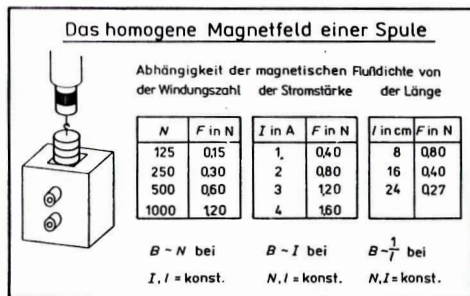 Das homogene Magnetfeld einer Spule
Abhängigkeit der magnetischen Flußdichte von
der Windungszahl der Stromstärke der Länge
N F in N I in A F in N l in cm F in N
125 0,15 1 0,40 8 0,80
250 0,30 2 0,80 16 0,40
500 0,60 3 1,20 24 0,27
1000 1,20 4 1,60
B ~ N bei B ~ I bei B ~ 1/l bei
I, l = konst. N, l = konst. N, I = konst.